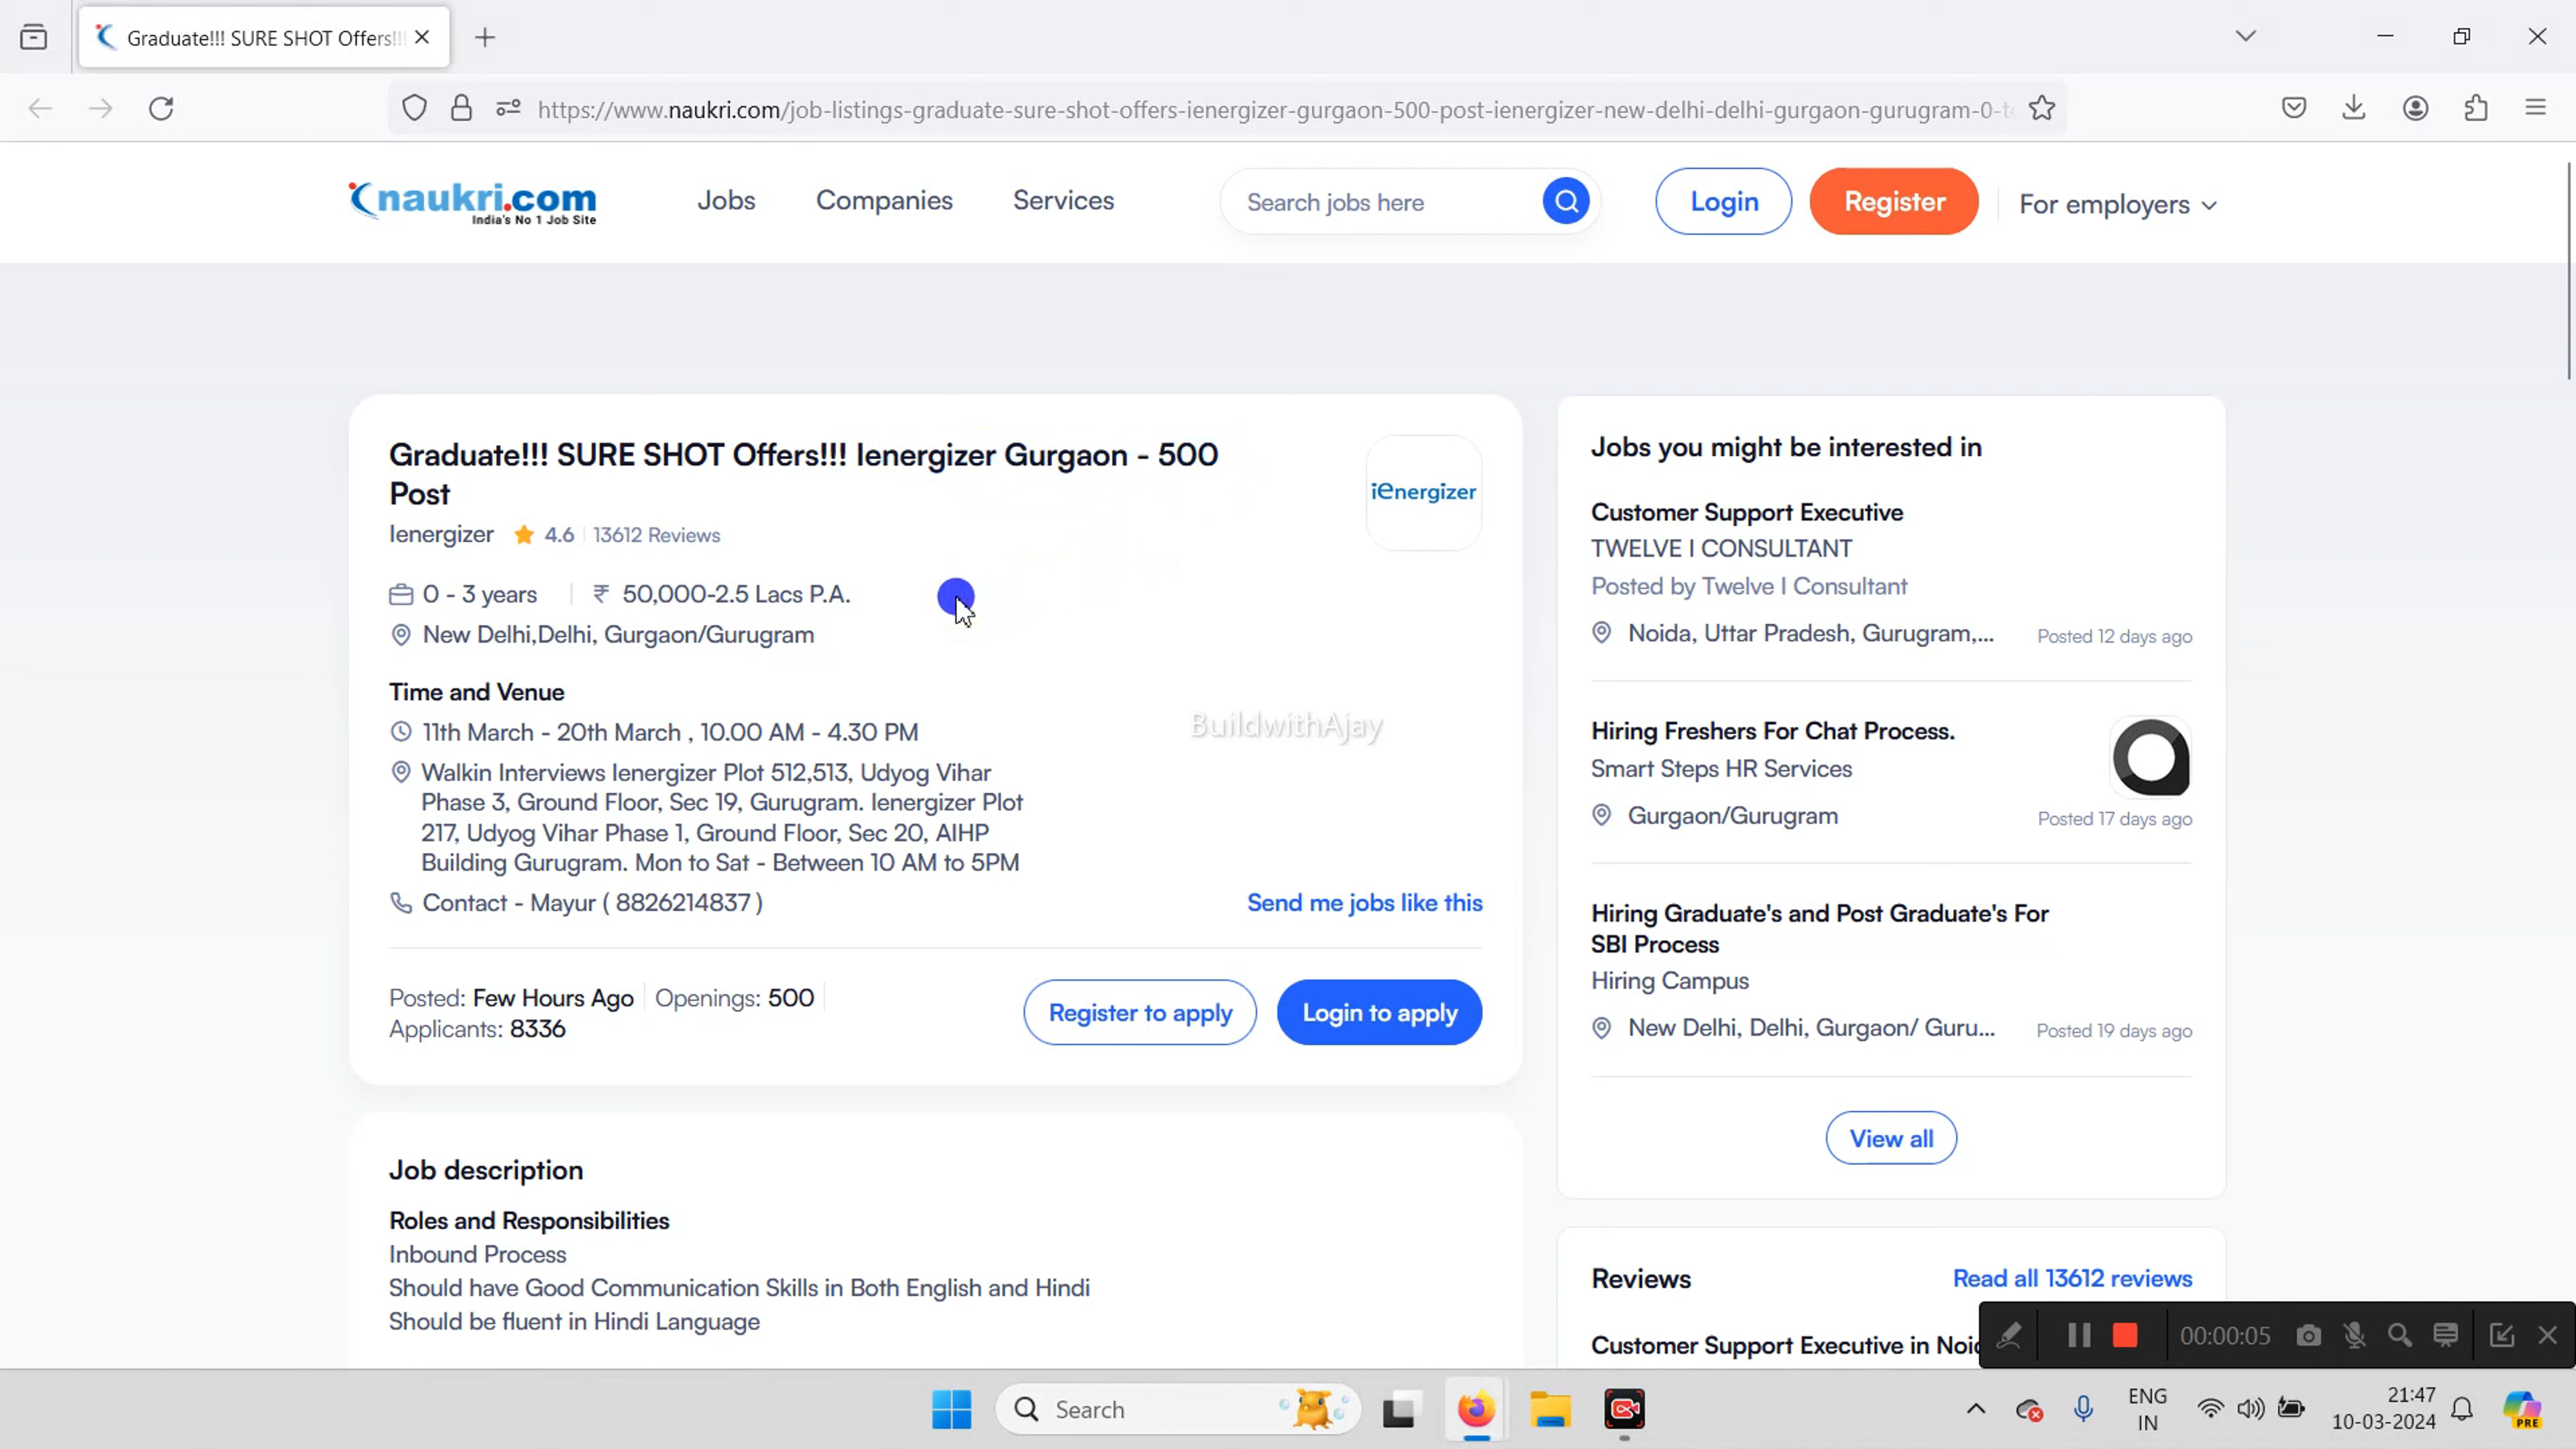 Graduate!!! SURE SHOT Offers!!!
https://www.naukri.com/job-listings-graduate-sure-shot-offers-ienergizer-gurgaon-500-post-ienergizer-new-delhi-delhi-gurgaon-gurugram-0-t
naukri.com
India's No 1 Job Site
Jobs
Companies
Services
Search jobs here
Login
Register
For employers
Graduate!!! SURE SHOT Offers!!! Ienergizer Gurgaon - 500
Post
Ienergizer 4.6 13612 Reviews
iEnergizer
0 - 3 years ₹ 50,000-2.5 Lacs P.A.
New Delhi,Delhi, Gurgaon/Gurugram
Time and Venue
11th March - 20th March , 10.00 AM - 4.30 PM
Walkin Interviews Ienergizer Plot 512,513, Udyog Vihar
Phase 3, Ground Floor, Sec 19, Gurugram. Ienergizer Plot
217, Udyog Vihar Phase 1, Ground Floor, Sec 20, AIHP
Building Gurugram. Mon to Sat - Between 10 AM to 5PM
Contact - Mayur ( 8826214837 )
Send me jobs like this
BuildwithAjay
Posted: Few Hours Ago Openings: 500
Applicants: 8336
Register to apply
Login to apply
Job description
Roles and Responsibilities
Inbound Process
Should have Good Communication Skills in Both English and Hindi
Should be fluent in Hindi Language
Jobs you might be interested in
Customer Support Executive
TWELVE I CONSULTANT
Posted by Twelve I Consultant
Noida, Uttar Pradesh, Gurugram,...
Posted 12 days ago
Hiring Freshers For Chat Process.
Smart Steps HR Services
Gurgaon/Gurugram
Posted 17 days ago
Hiring Graduate's and Post Graduate's For
SBI Process
Hiring Campus
New Delhi, Delhi, Gurgaon/ Guru...
Posted 19 days ago
View all
Reviews
Read all 13612 reviews
Customer Support Executive in Noid
00:00:05
Search
ENG
IN
21:47
10-03-2024
PRE